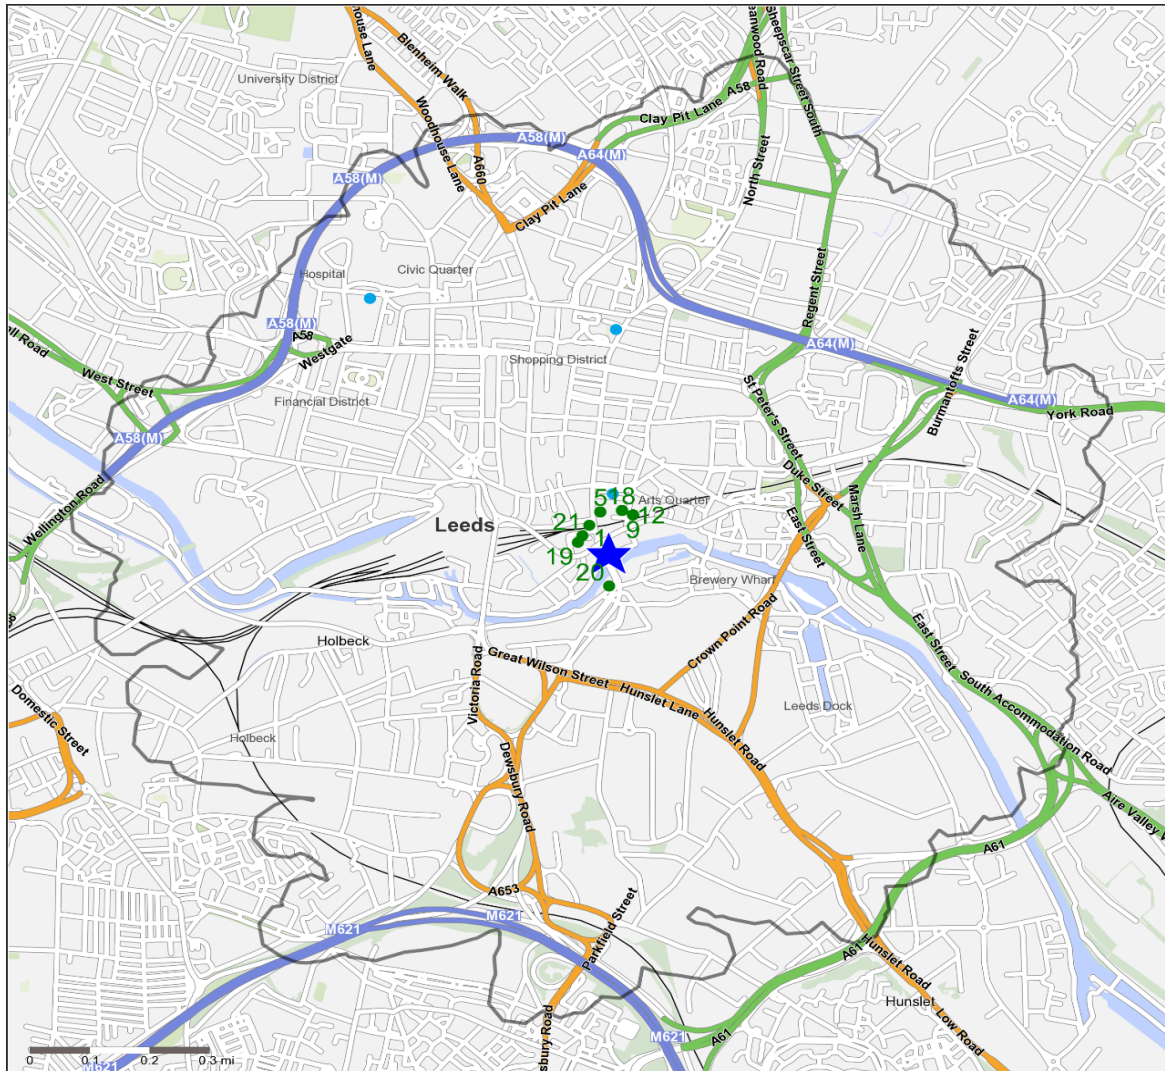 house Lane
Blenheim Walk
eanwood Road
Sheepscar Street South
University District
A58
Clay Pit Lane
Woodhouse Lane
A58(M)
A64(M)
A660
A58(M)
North Street
Clay Pit Lane
Hospital
Civic Quarter
Regent Street
A58(M)
A58
Westgate
all Road
West Street
Shopping District
A64(M)
Burmantofts Street
Financial District
St Peter's Street
A64(M)
York Road
A58(M)
Wellington Road
Duke Street
Marsh Lane
5
18
Arts Quarter
Leeds
21
12
1
9
East Street
19
20
Brewery Wharf
Holbeck
Crown Point Road
East Street
Great Wilson Street
Hunslet Lane
Victoria Road
South Accommodation Road
Domestic Street
Leeds Dock
Holbeck
Hunslet Road
Dewsbury Road
Aire Valley W
A61
A653
M621
M621
Parkfield Street
A61
Hunslet Road
Hunslet
Low Road
sbury Road
M621
A61
0
0.1
0.2
0.3 mi
M621